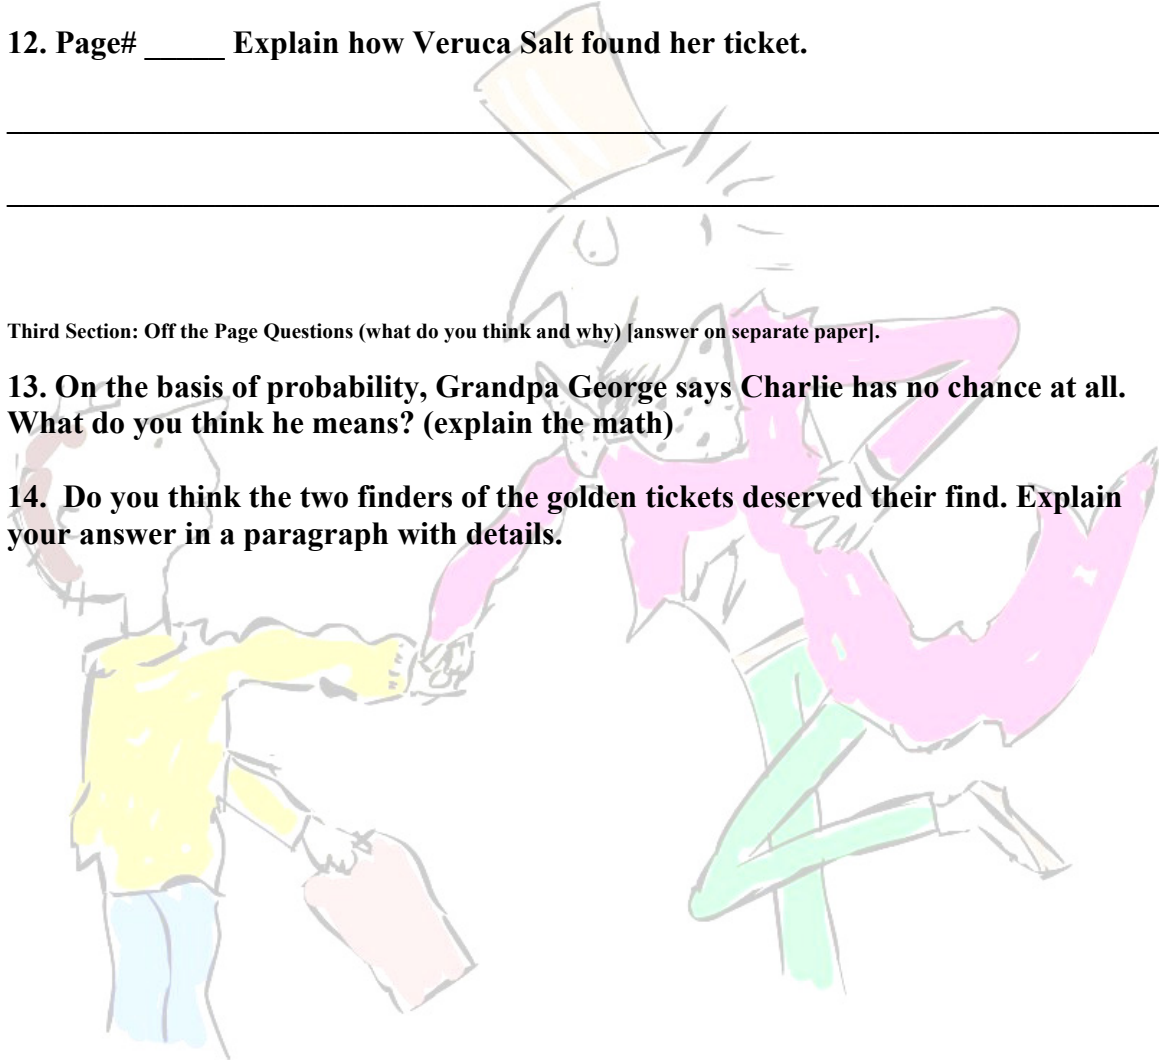 12. Page# _____ Explain how Veruca Salt found her ticket.
Third Section: Off the Page Questions (what do you think and why) [answer on separate paper].
13. On the basis of probability, Grandpa George says Charlie has no chance at all.
What do you think he means? (explain the math)
14.  Do you think the two finders of the golden tickets deserved their find. Explain
your answer in a paragraph with details.